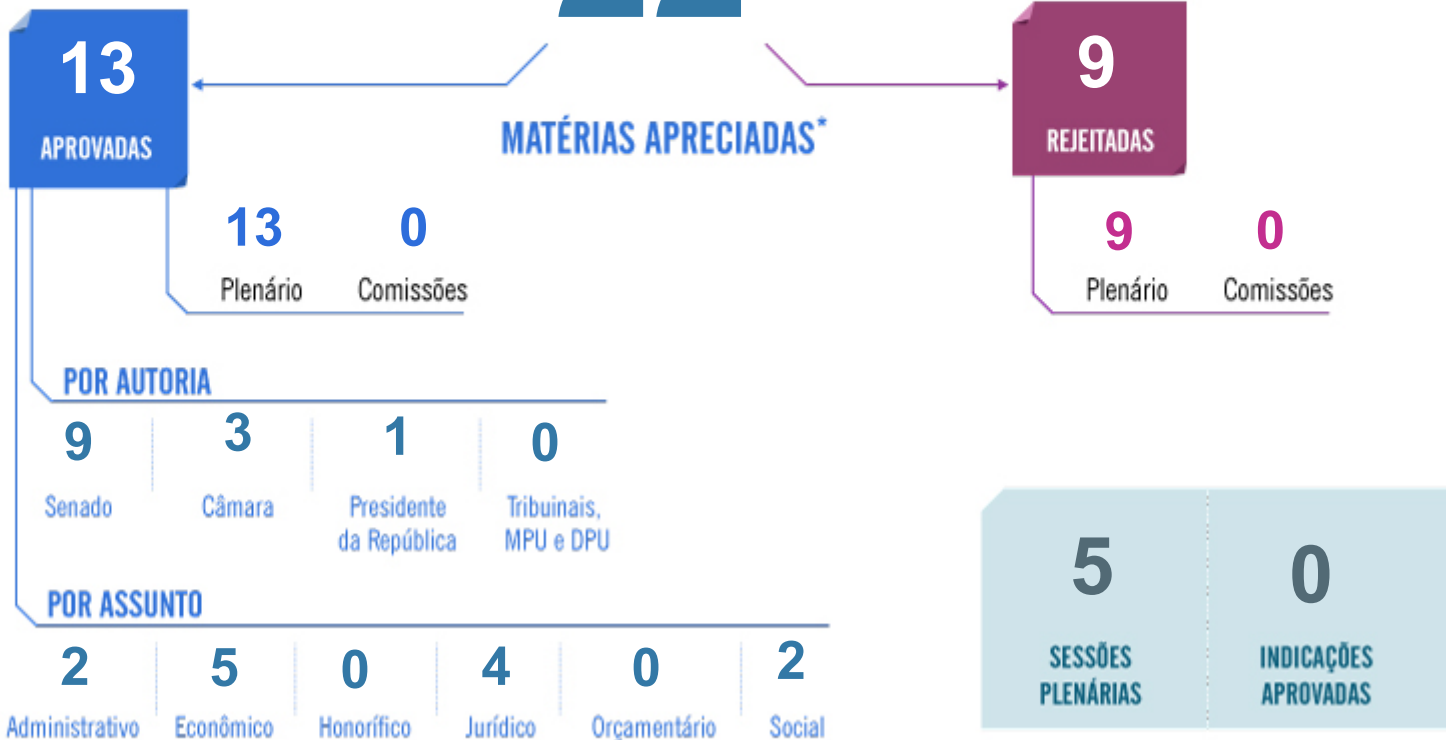 13
APROVADAS
MATÉRIAS APRECIADAS*
9
REJEITADAS
13 0
Plenário Comissões
9 0
Plenário Comissões
POR AUTORIA
9 3 1 0
Senado Câmara Presidente Tribuinais,
da República MPU e DPU
POR ASSUNTO
2 5 0 4 0 2
Administrativo Econômico Honorífico Jurídico Orçamentário Social
5 0
SESSÕES INDICAÇÕES
PLENÁRIAS APROVADAS